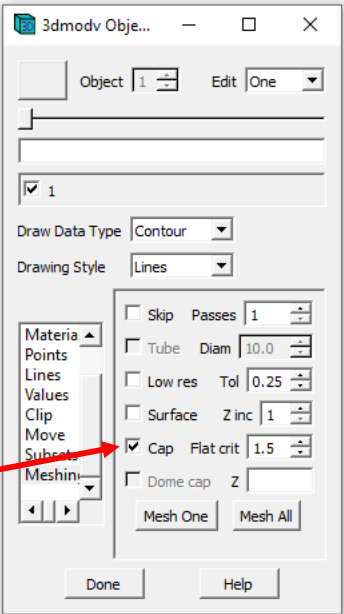 3dmodv Obje...
Object 1 Edit One
1
Draw Data Type Contour
Drawing Style Lines
Skip Passes 1
Materia
Tube Diam 10.0
Points
Lines
Low res Tol 0.25
Values
Clip
Surface Z inc 1
Move
Subsets
Cap Flat crit 1.5
Meshin
Dome cap Z
Mesh One Mesh All
Done Help